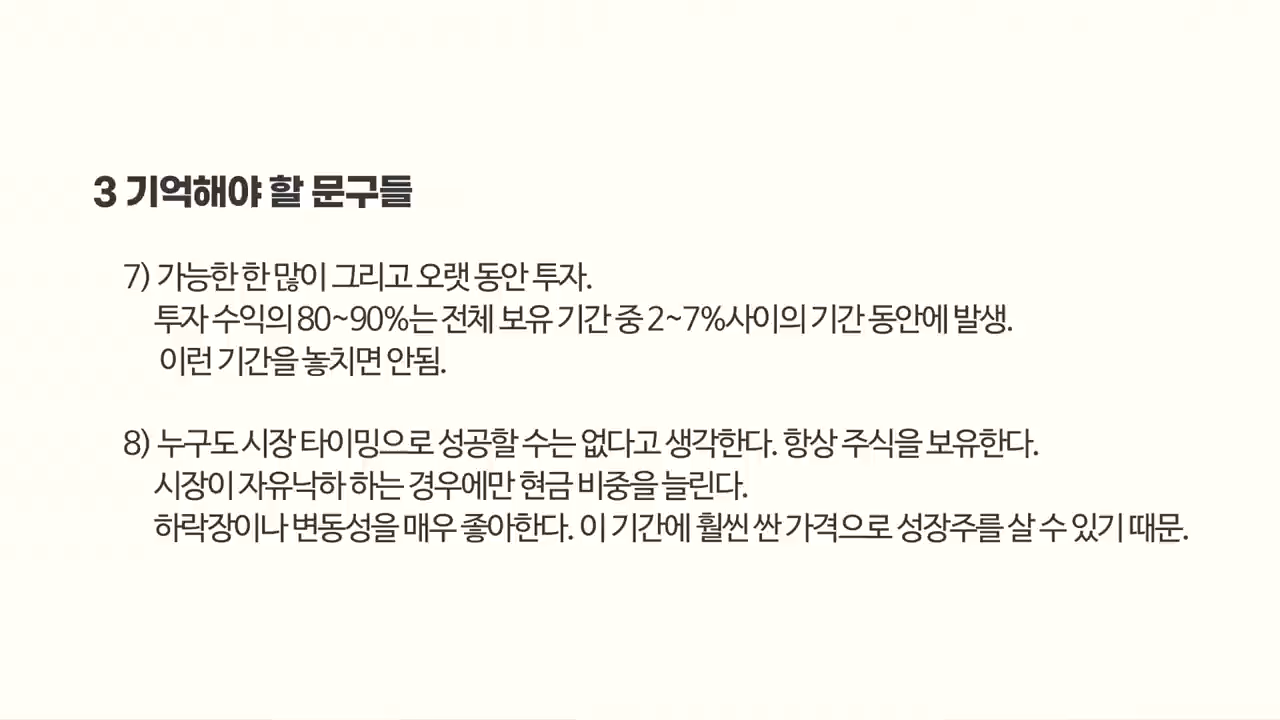 3 기억해야 할 문구들
7) 가능한 한 많이 그리고 오랫 동안 투자.
투자 수익의 80~90%는 전체 보유 기간 중 2~7%사이의 기간 동안에 발생.
이런 기간을 놓치면 안됨.
8) 누구도 시장 타이밍으로 성공할 수는 없다고 생각한다. 항상 주식을 보유한다.
시장이 자유낙하 하는 경우에만 현금 비중을 늘린다.
하락장이나 변동성을 매우 좋아한다. 이 기간에 훨씬 싼 가격으로 성장주를 살 수 있기 때문.